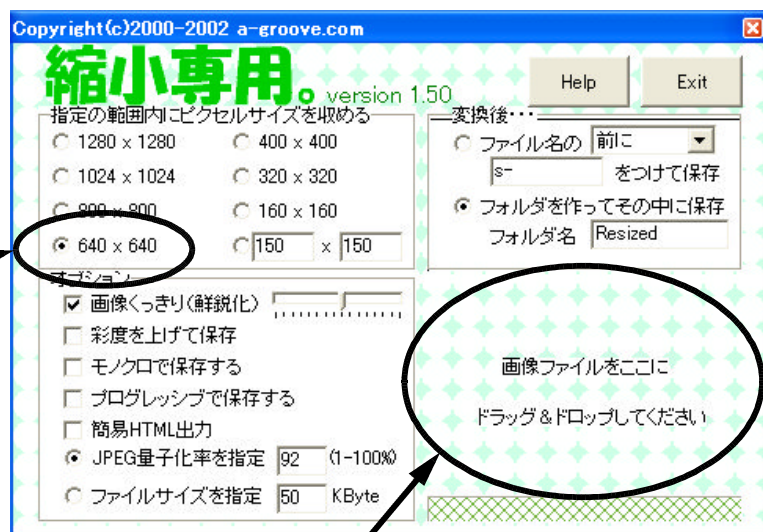 Copyright(c)2000-2002 a-groove.com
縮小専用。version 1.50
Help
Exit
指定の範囲内にピクセルサイズを収める
1280 x 1280
400 x 400
1024 x 1024
320 x 320
800 x 800
160 x 160
640 x 640
150 x 150
変換後・・・
ファイル名の 前に
s- をつけて保存
フォルダを作ってその中に保存
フォルダ名 Resized
オプション
画像くっきり(鮮鋭化)
彩度を上げて保存
モノクロで保存する
プログレッシブで保存する
簡易HTML出力
JPEG量子化率を指定 92 (1-100%)
ファイルサイズを指定 50 KByte
画像ファイルをここに
ドラッグ&ドロップしてください